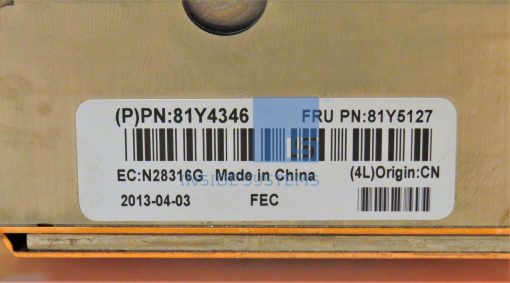 (P)PN:81Y4346 FRU PN:81Y5127
EC:N28316G Made in China (4L)Origin:CN
INSIDE SYSTEMS
2013-04-03 FEC